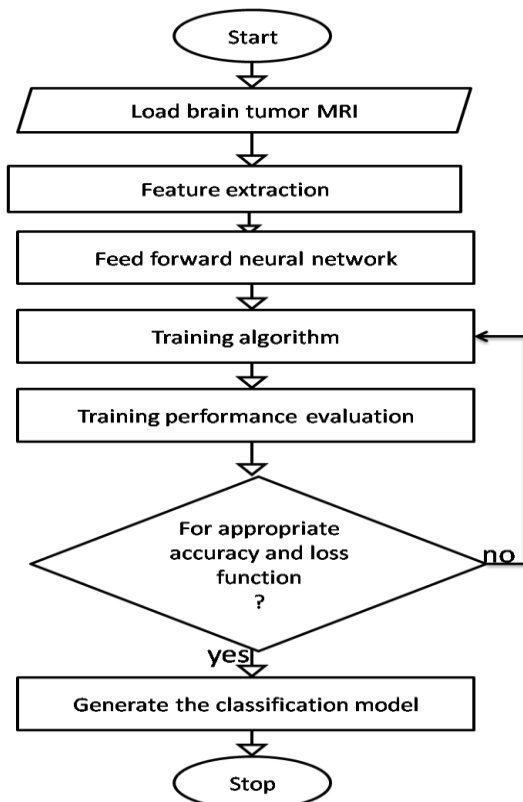 Start
Load brain tumor MRI
Feature extraction
Feed forward neural network
Training algorithm
Training performance evaluation
For appropriate
accuracy and loss
function
?
no
yes
Generate the classification model
Stop